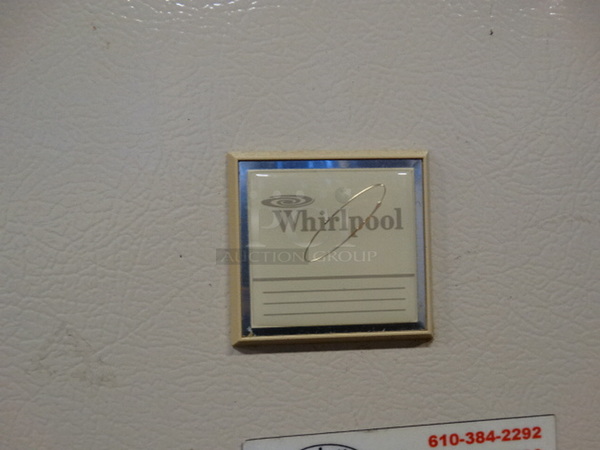 Whirlpool
AUCTION GROUP
610-384-2292